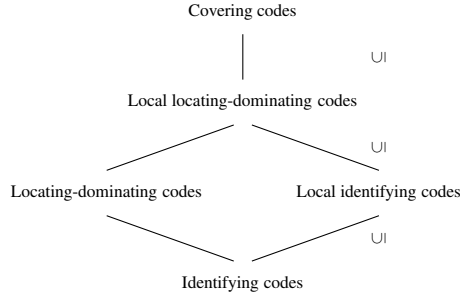 Covering codes
∪|
Local locating-dominating codes
∪|
Locating-dominating codes Local identifying codes
∪|
Identifying codes